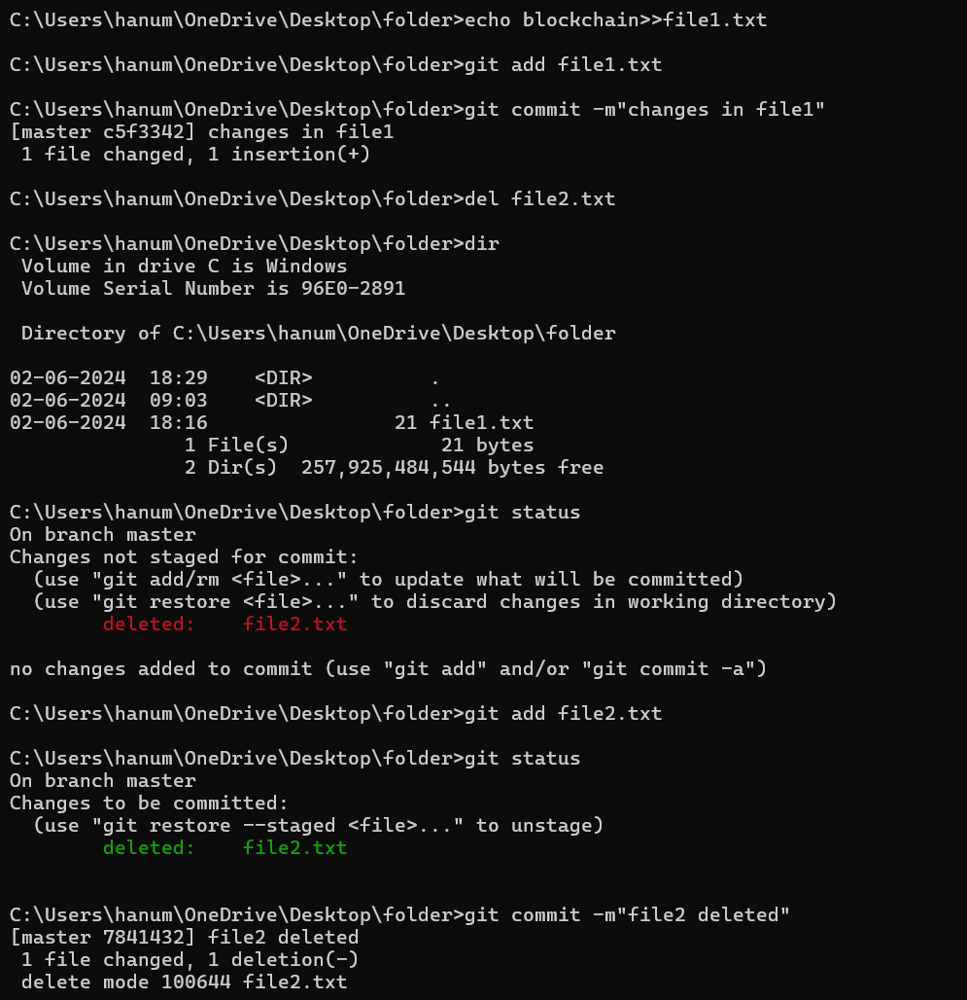 C:\Users\hanum\OneDrive\Desktop\folder>echo blockchain>>file1.txt
C:\Users\hanum\OneDrive\Desktop\folder>git add file1.txt
C:\Users\hanum\OneDrive\Desktop\folder>git commit -m"changes in file1"
[master c5f3342] changes in file1
 1 file changed, 1 insertion(+)
C:\Users\hanum\OneDrive\Desktop\folder>del file2.txt
C:\Users\hanum\OneDrive\Desktop\folder>dir
 Volume in drive C is Windows
 Volume Serial Number is 96E0-2891
 Directory of C:\Users\hanum\OneDrive\Desktop\folder
02-06-2024  18:29    <DIR>          .
02-06-2024  09:03    <DIR>          ..
02-06-2024  18:16                21 file1.txt
               1 File(s)             21 bytes
               2 Dir(s)  257,925,484,544 bytes free
C:\Users\hanum\OneDrive\Desktop\folder>git status
On branch master
Changes not staged for commit:
  (use "git add/rm <file>..." to update what will be committed)
  (use "git restore <file>..." to discard changes in working directory)
        deleted:    file2.txt
no changes added to commit (use "git add" and/or "git commit -a")
C:\Users\hanum\OneDrive\Desktop\folder>git add file2.txt
C:\Users\hanum\OneDrive\Desktop\folder>git status
On branch master
Changes to be committed:
  (use "git restore --staged <file>..." to unstage)
        deleted:    file2.txt
C:\Users\hanum\OneDrive\Desktop\folder>git commit -m"file2 deleted"
[master 7841432] file2 deleted
 1 file changed, 1 deletion(-)
 delete mode 100644 file2.txt